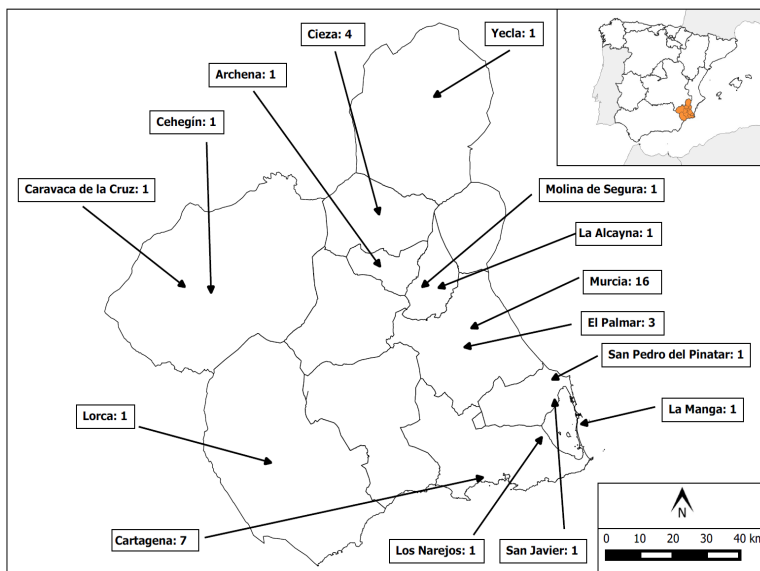 Cieza: 4
Yecla: 1
Archena: 1
Cehegín: 1
Caravaca de la Cruz: 1
Molina de Segura: 1
La Alcayna: 1
Murcia: 16
El Palmar: 3
San Pedro del Pinatar: 1
La Manga: 1
Lorca: 1
Cartagena: 7
Los Narejos: 1
San Javier: 1
N
0 10 20 30 40 km